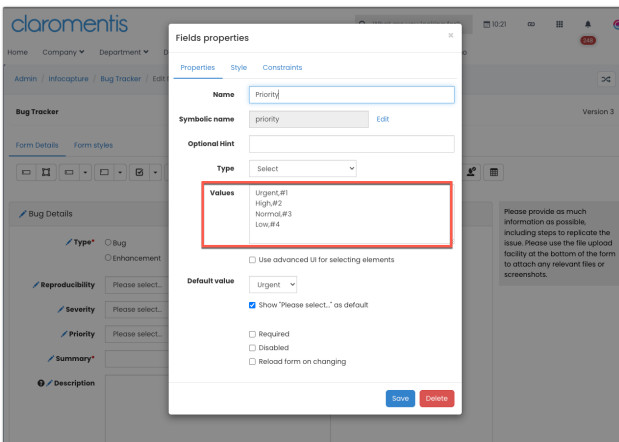 claromentis
10:21
248
Home Company Department
Admin / Infocapture / Bug Tracker / Edit
Bug Tracker
Version 3
Form Details Form styles
Bug Details
Type*
Bug
Enhancement
Reproducibility Please select...
Severity Please select...
Priority Please select...
Summary*
Description
Please provide as much
information as possible,
including steps to replicate the
issue. Please use the file upload
facility at the bottom of the form
to attach any relevant files or
screenshots.
Fields properties ×
Properties Style Constraints
Name Priority
Symbolic name priority Edit
Optional Hint
Type Select
Values Urgent,#1
High,#2
Normal,#3
Low,#4
Use advanced UI for selecting elements
Default value Urgent
Show "Please select..." as default
Required
Disabled
Reload form on changing
Save Delete